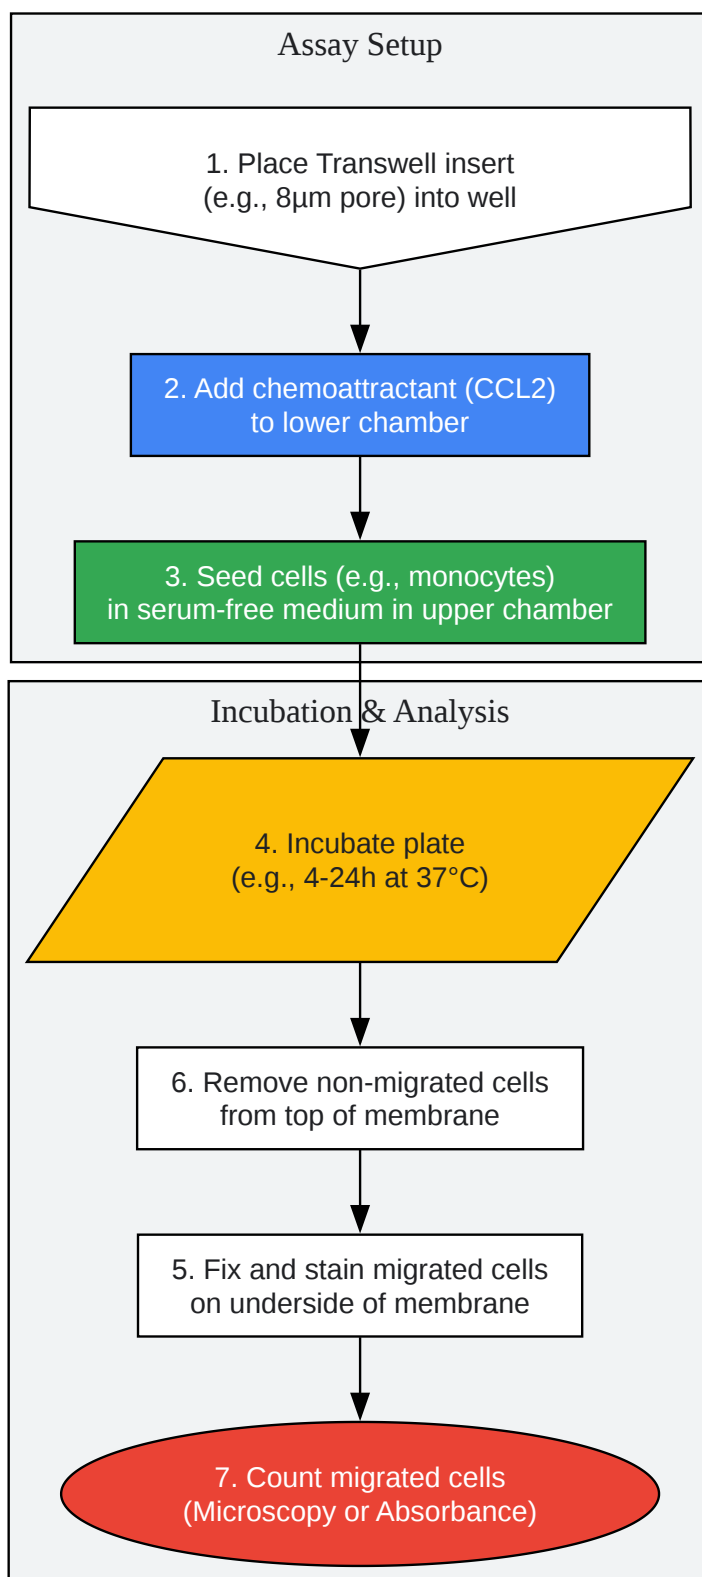 Assay Setup
1. Place Transwell insert
(e.g., 8µm pore) into well
2. Add chemoattractant (CCL2)
to lower chamber
3. Seed cells (e.g., monocytes)
in serum-free medium in upper chamber
Incubation & Analysis
4. Incubate plate
(e.g., 4-24h at 37°C)
6. Remove non-migrated cells
from top of membrane
5. Fix and stain migrated cells
on underside of membrane
7. Count migrated cells
(Microscopy or Absorbance)